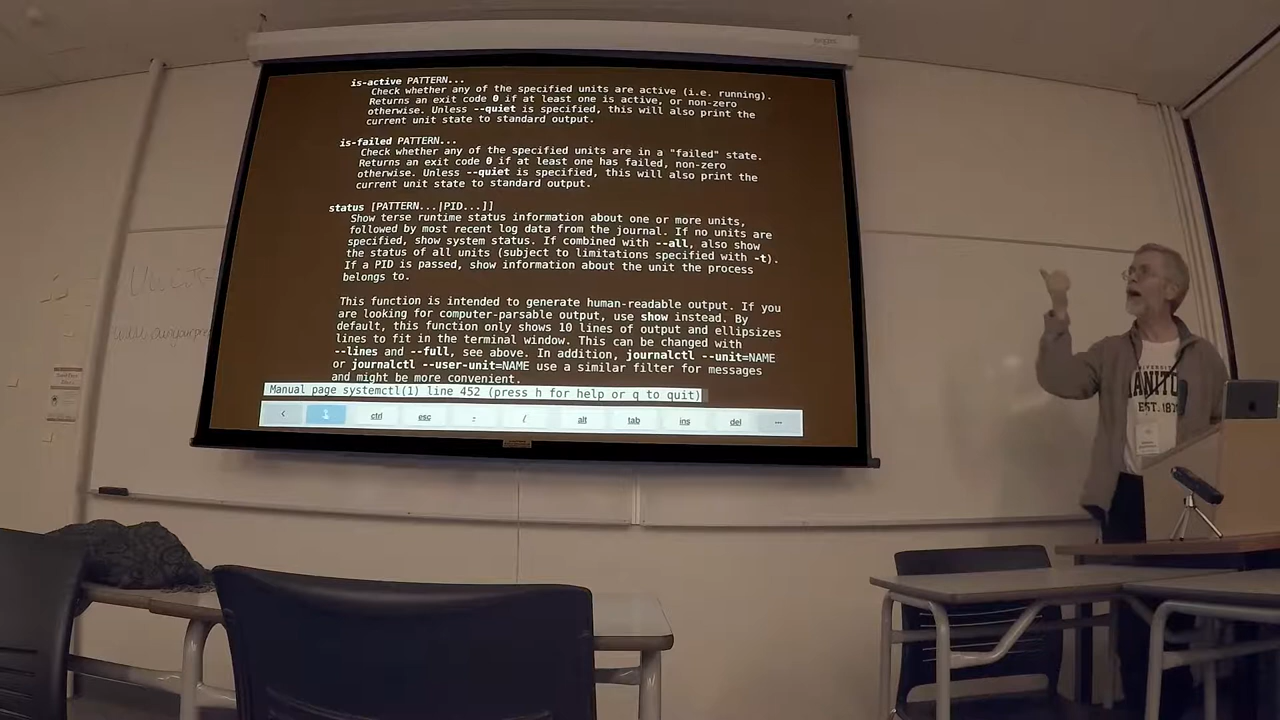 is-active PATTERN...
Check whether any of the specified units are active (i.e. running).
Returns an exit code 0 if at least one is active, or non-zero
otherwise. Unless --quiet is specified, this will also print the
current unit state to standard output.
is-failed PATTERN...
Check whether any of the specified units are in a "failed" state.
Returns an exit code 0 if at least one has failed, non-zero
otherwise. Unless --quiet is specified, this will also print the
current unit state to standard output.
status [PATTERN...|PID...]]
Show terse runtime status information about one or more units,
followed by most recent log data from the journal. If no units are
specified, show system status. If combined with --all, also show
the status of all units (subject to limitations specified with -t).
If a PID is passed, show information about the unit the process
belongs to.
This function is intended to generate human-readable output. If you
are looking for computer-parsable output, use show instead. By
default, this function only shows 10 lines of output and ellipsizes
lines to fit in the terminal window. This can be changed with
--lines and --full, see above. In addition, journalctl --unit=NAME
or journalctl --user-unit=NAME use a similar filter for messages
and might be more convenient.
Manual page systemctl(1) line 452 (press h for help or q to quit)
ctrl esc - / alt tab ins del ...
ANITO
EST. 187